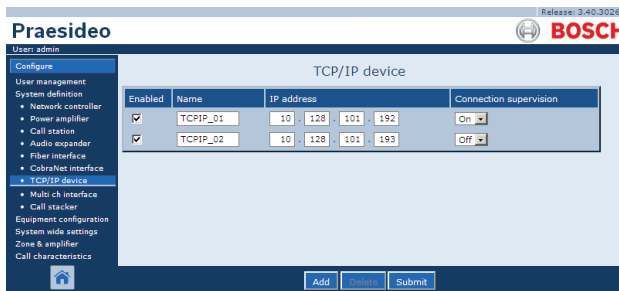 Release: 3.40.3026
Praesideo
BOSCH
User: admin
Configure
User management
System definition
• Network controller
• Power amplifier
• Call station
• Audio expander
• Fiber interface
• CobraNet interface
• TCP/IP device
• Multi ch interface
• Call stacker
Equipment configuration
System wide settings
Zone & amplifier
Call characteristics
TCP/IP device
Enabled Name IP address Connection supervision
TCPIP_01 10 . 128 . 101 . 192 On
TCPIP_02 10 . 128 . 101 . 193 Off
Add Delete Submit